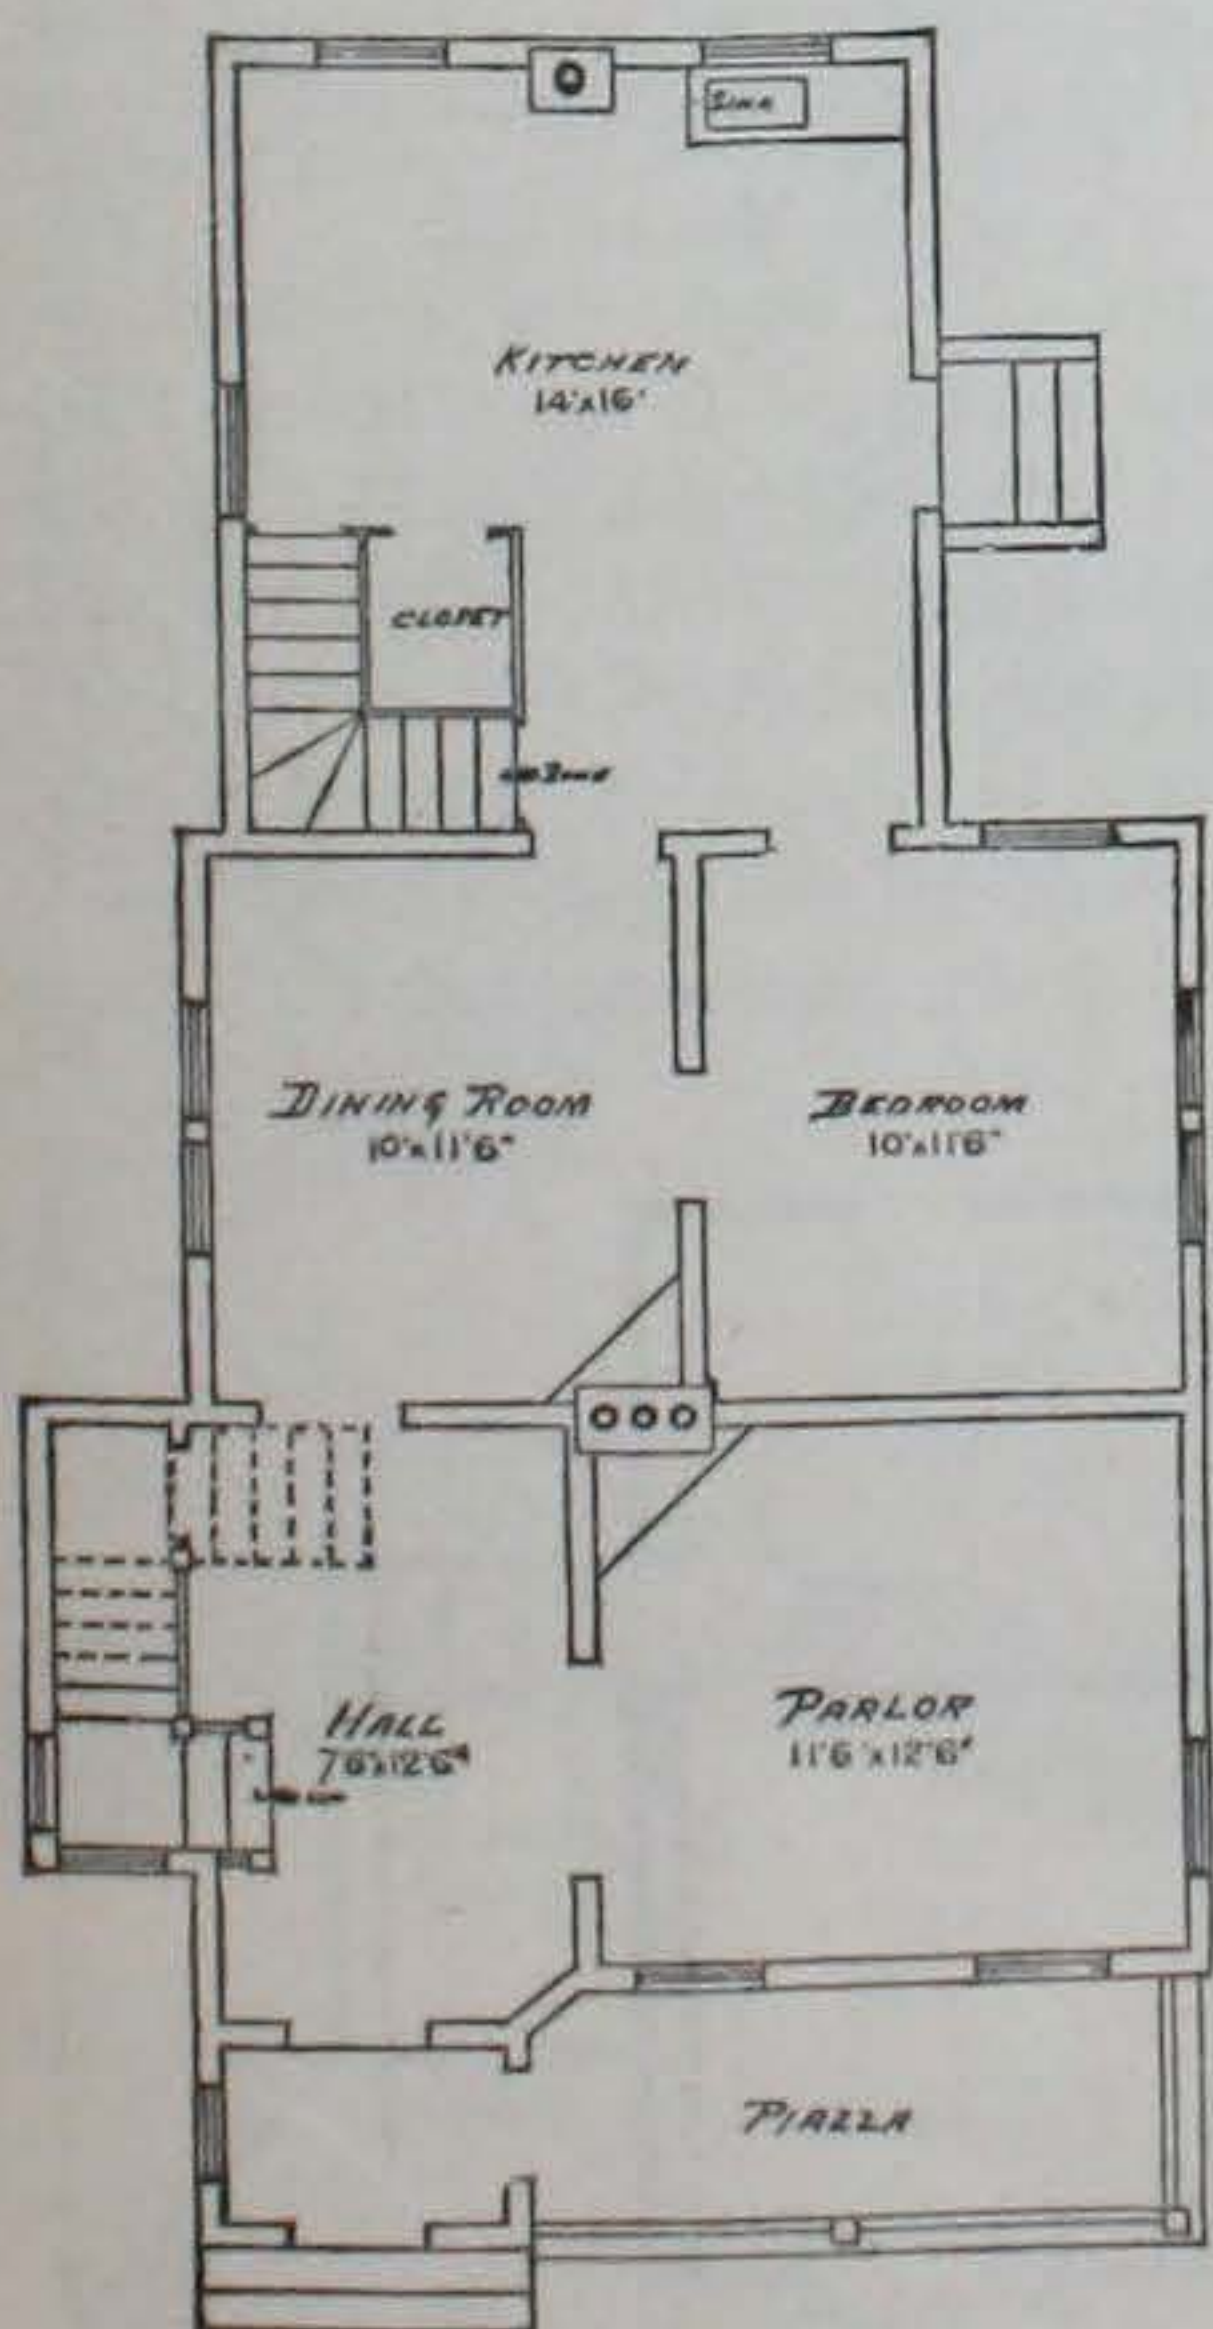 SINK
KITCHEN
14'x16'
CLOSET
DINING ROOM
10'x11'6"
BEDROOM
10'x11'6"
HALL
7'6"x12'6"
PARLOR
11'6"x12'6"
PIAZZA